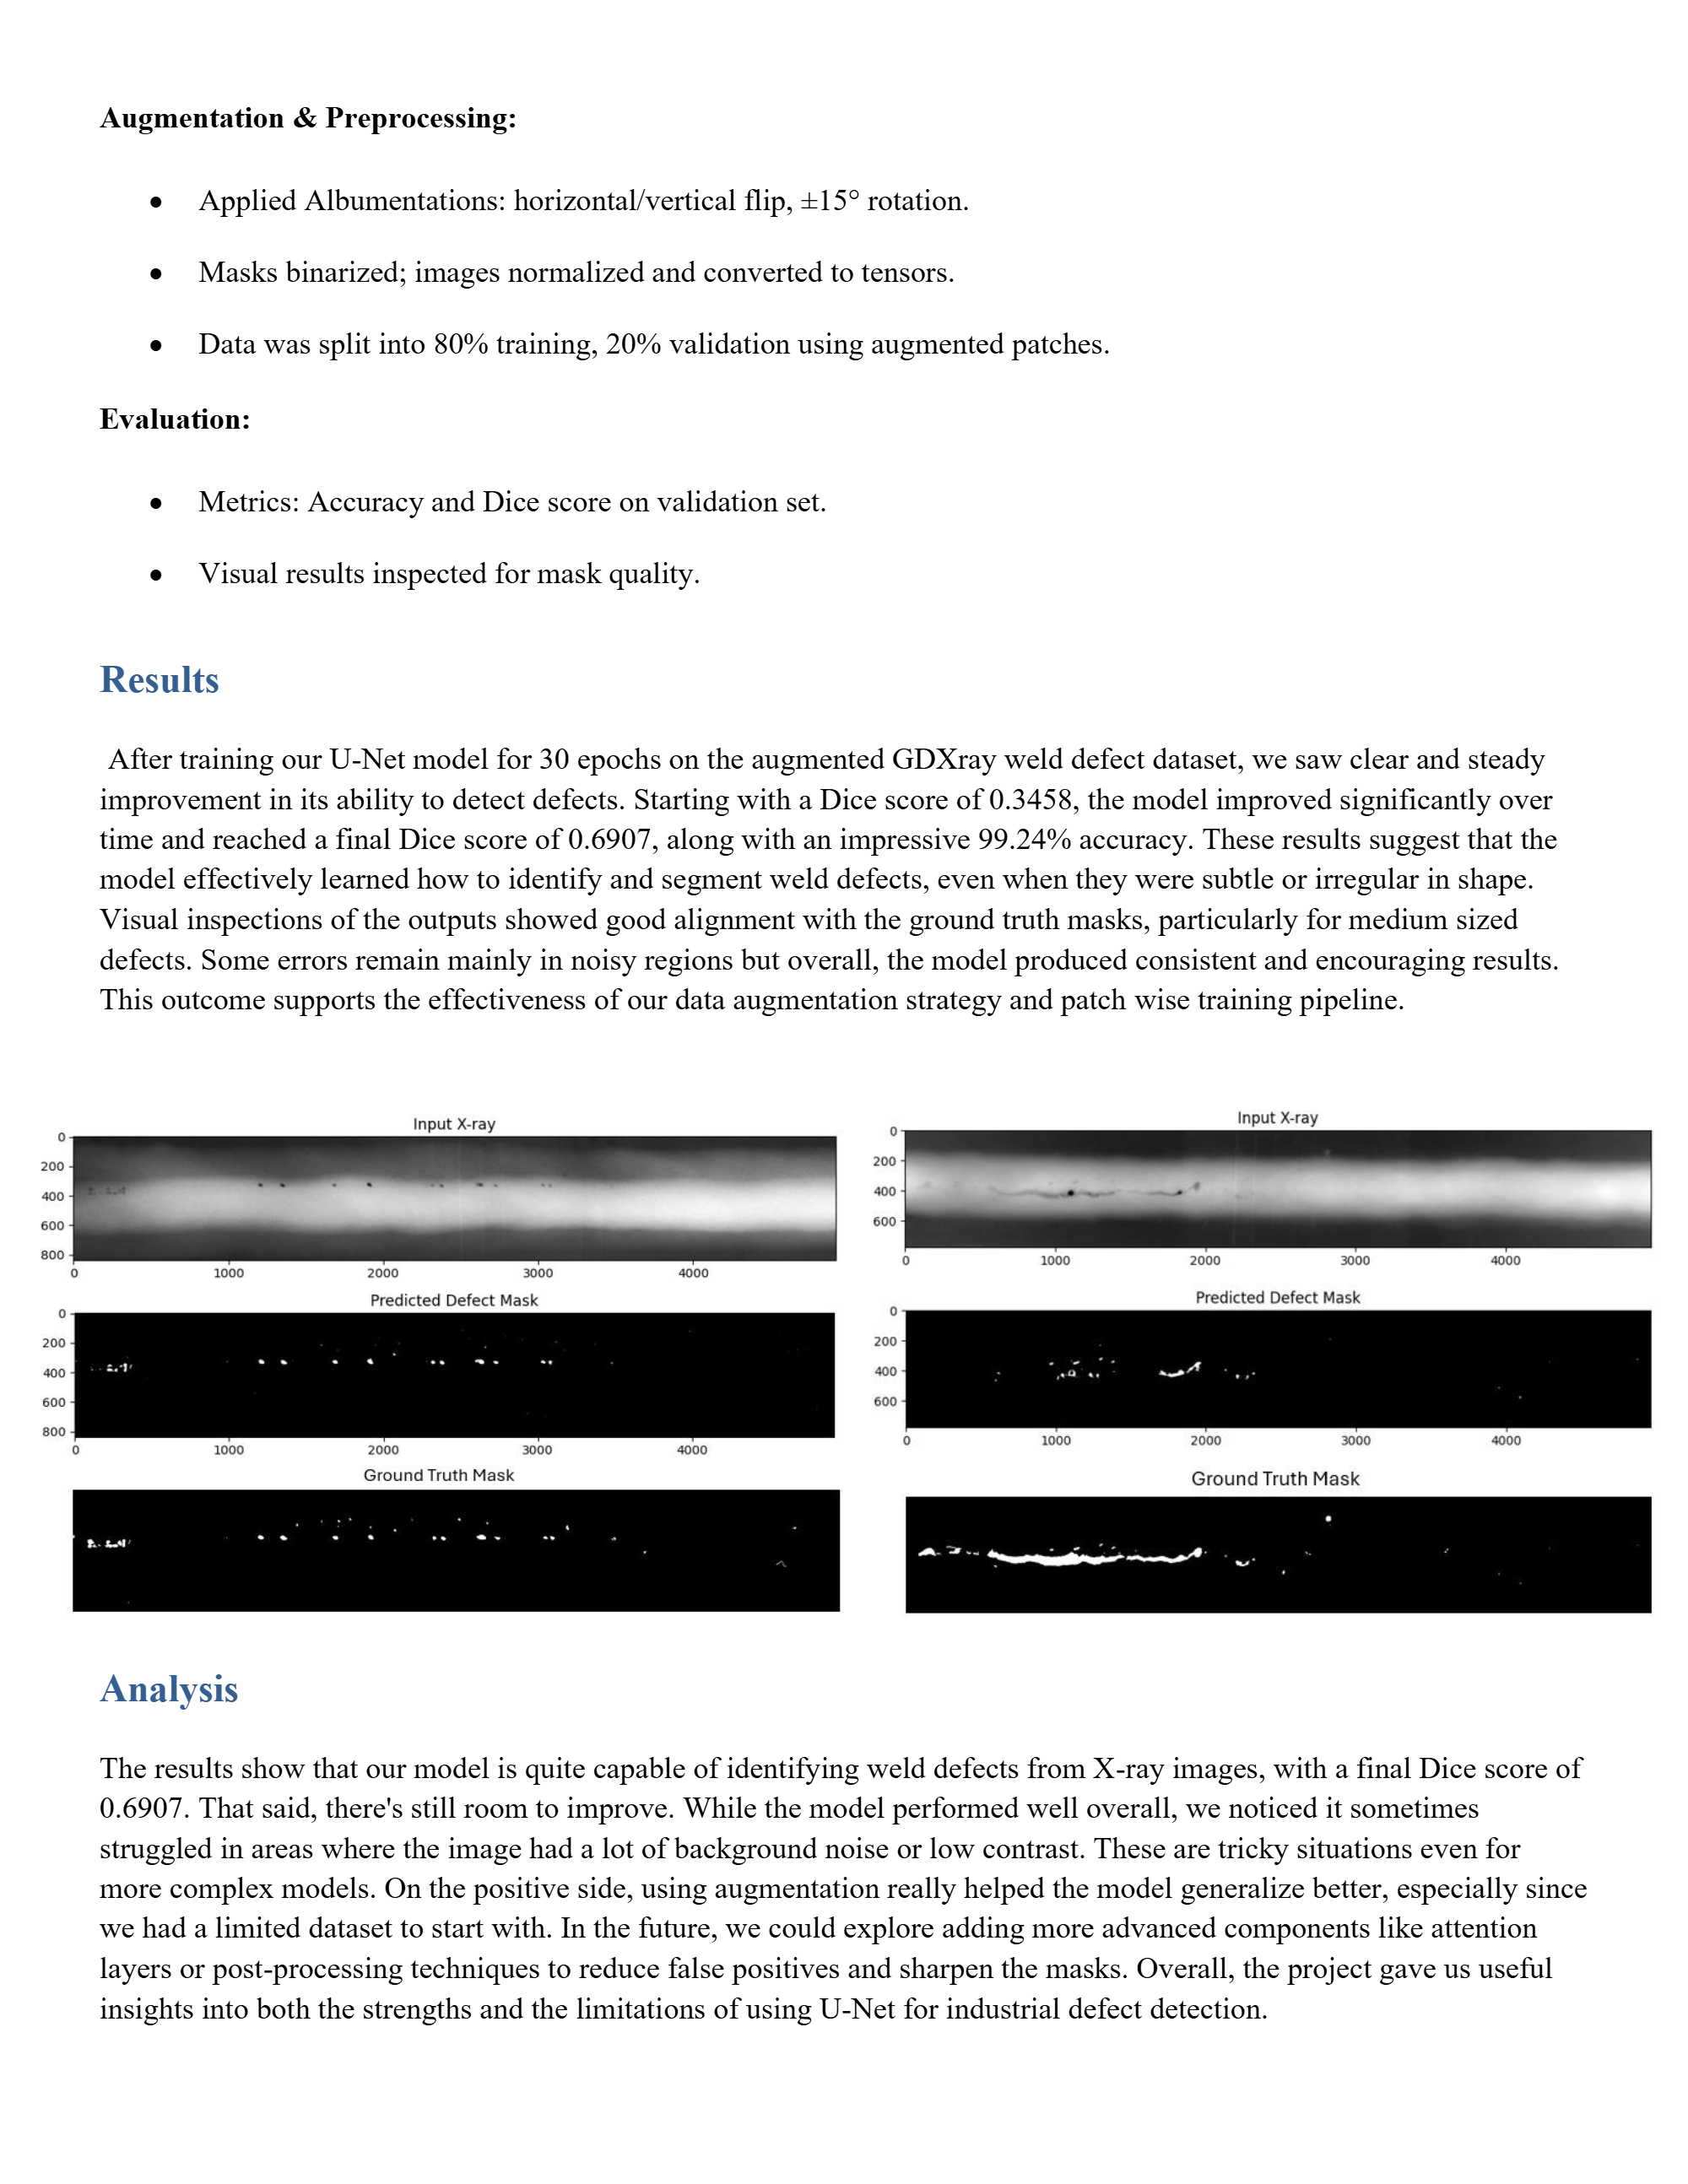 Augmentation & Preprocessing:
• Applied Albumentations: horizontal/vertical flip, ±15° rotation.
• Masks binarized; images normalized and converted to tensors.
• Data was split into 80% training, 20% validation using augmented patches.
Evaluation:
• Metrics: Accuracy and Dice score on validation set.
• Visual results inspected for mask quality.
Results
After training our U-Net model for 30 epochs on the augmented GDXray weld defect dataset, we saw clear and steady
improvement in its ability to detect defects. Starting with a Dice score of 0.3458, the model improved significantly over
time and reached a final Dice score of 0.6907, along with an impressive 99.24% accuracy. These results suggest that the
model effectively learned how to identify and segment weld defects, even when they were subtle or irregular in shape.
Visual inspections of the outputs showed good alignment with the ground truth masks, particularly for medium sized
defects. Some errors remain mainly in noisy regions but overall, the model produced consistent and encouraging results.
This outcome supports the effectiveness of our data augmentation strategy and patch wise training pipeline.
Input X-ray
0
200
400
600
800
0 1000 2000 3000 4000
Predicted Defect Mask
0
200
400
600
800
0 1000 2000 3000 4000
Ground Truth Mask
Input X-ray
0
200
400
600
0 1000 2000 3000 4000
Predicted Defect Mask
0
200
400
600
0 1000 2000 3000 4000
Ground Truth Mask
Analysis
The results show that our model is quite capable of identifying weld defects from X-ray images, with a final Dice score of
0.6907. That said, there's still room to improve. While the model performed well overall, we noticed it sometimes
struggled in areas where the image had a lot of background noise or low contrast. These are tricky situations even for
more complex models. On the positive side, using augmentation really helped the model generalize better, especially since
we had a limited dataset to start with. In the future, we could explore adding more advanced components like attention
layers or post-processing techniques to reduce false positives and sharpen the masks. Overall, the project gave us useful
insights into both the strengths and the limitations of using U-Net for industrial defect detection.